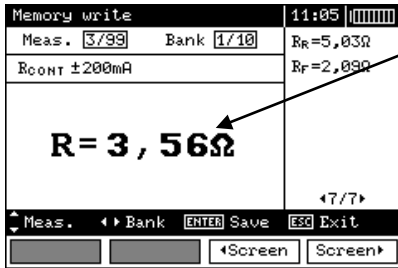 Memory write 11:05
Meas. 3/99 Bank 1/10 RR=5,03Ω
RCONT ±200mA RF=2,09Ω
R=3,56Ω
◂7/7▸
Meas. ◂▸Bank ENTER Save ESC Exit
◂Screen Screen▸